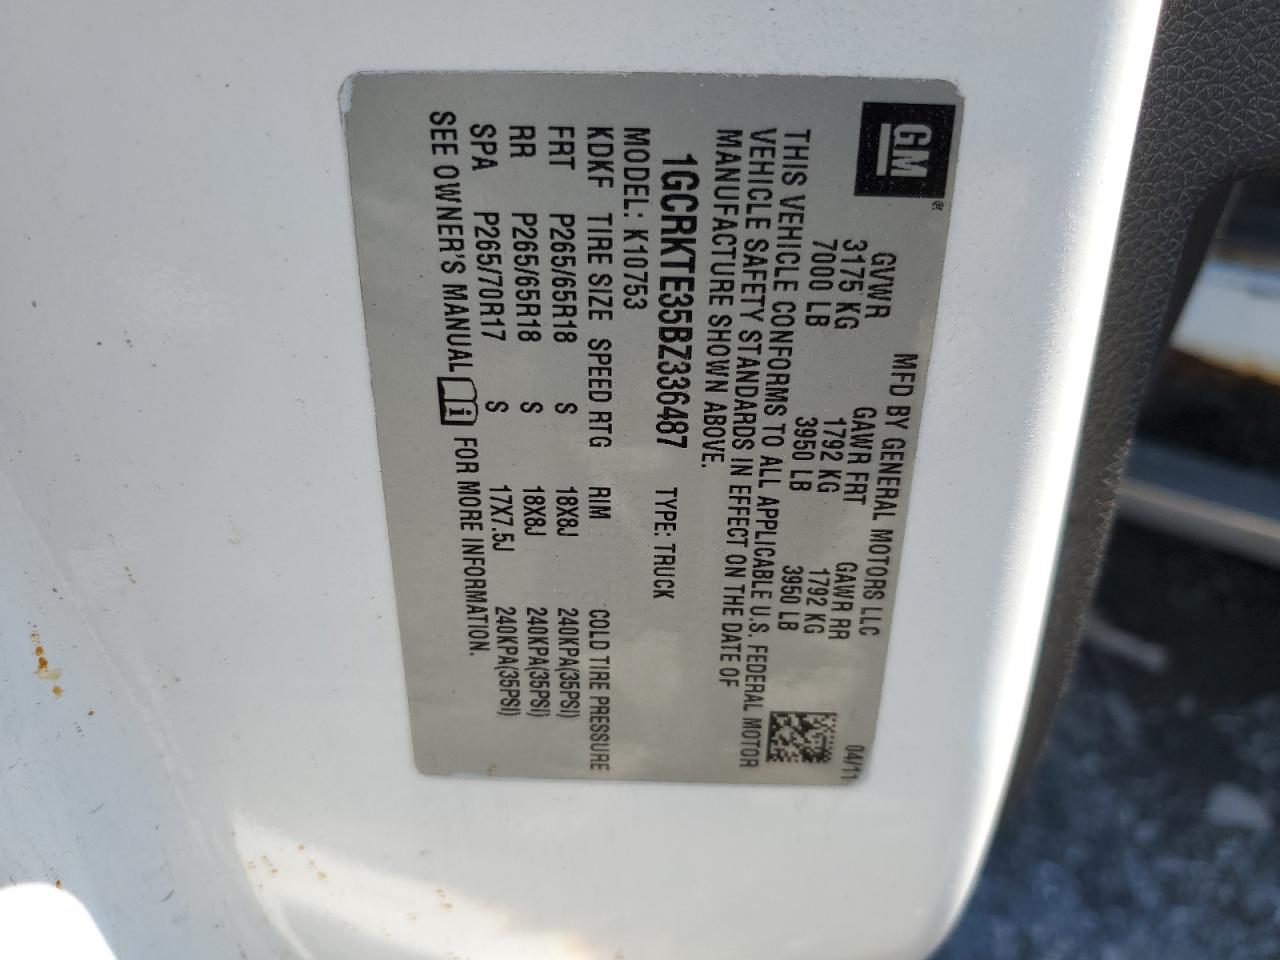 GM
®
MFD BY GENERAL MOTORS LLC 04/11
GVWR GAWR FRT GAWR RR
3175 KG 1792 KG 1792 KG
7000 LB 3950 LB 3950 LB
THIS VEHICLE CONFORMS TO ALL APPLICABLE U.S. FEDERAL MOTOR
VEHICLE SAFETY STANDARDS IN EFFECT ON THE DATE OF
MANUFACTURE SHOWN ABOVE.
1GCRKTE35BZ336487 TYPE: TRUCK
MODEL: K10753
KDKF TIRE SIZE SPEED RTG RIM COLD TIRE PRESSURE
FRT P265/65R18 S 18X8J 240KPA(35PSI)
RR P265/65R18 S 18X8J 240KPA(35PSI)
SPA P265/70R17 S 17X7.5J 240KPA(35PSI)
SEE OWNER'S MANUAL i FOR MORE INFORMATION.